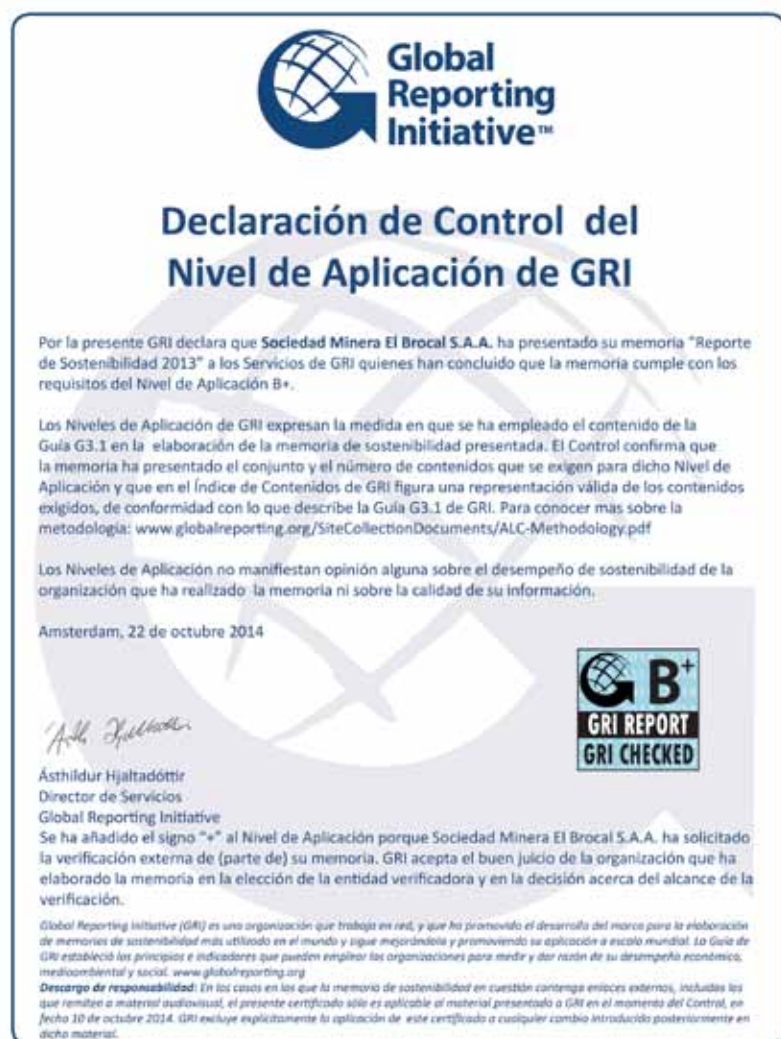 Global
Reporting
Initiative™
Declaración de Control del
Nivel de Aplicación de GRI
Por la presente GRI declara que Sociedad Minera El Brocal S.A.A. ha presentado su memoria "Reporte
de Sostenibilidad 2013" a los Servicios de GRI quienes han concluido que la memoria cumple con los
requisitos del Nivel de Aplicación B+.
Los Niveles de Aplicación de GRI expresan la medida en que se ha empleado el contenido de la
Guía G3.1 en la elaboración de la memoria de sostenibilidad presentada. El Control confirma que
la memoria ha presentado el conjunto y el número de contenidos que se exigen para dicho Nivel de
Aplicación y que en el Índice de Contenidos de GRI figura una representación válida de los contenidos
exigidos, de conformidad con lo que describe la Guía G3.1 de GRI. Para conocer mas sobre la
metodología: www.globalreporting.org/SiteCollectionDocuments/ALC-Methodology.pdf
Los Niveles de Aplicación no manifiestan opinión alguna sobre el desempeño de sostenibilidad de la
organización que ha realizado la memoria ni sobre la calidad de su información.
Amsterdam, 22 de octubre 2014
B+
GRI REPORT
GRI CHECKED
Ásthildur Hjaltadóttir
Director de Servicios
Global Reporting Initiative
Se ha añadido el signo "+" al Nivel de Aplicación porque Sociedad Minera El Brocal S.A.A. ha solicitado
la verificación externa de (parte de) su memoria. GRI acepta el buen juicio de la organización que ha
elaborado la memoria en la elección de la entidad verificadora y en la decisión acerca del alcance de la
verificación.
Global Reporting Initiative (GRI) es una organización que trabaja en red, y que ha promovido el desarrollo del marco para la elaboración
de memorias de sostenibilidad más utilizado en el mundo y sigue mejorándola y promoviendo su aplicación a escala mundial. La Guía de
GRI estableció los principios e indicadores que pueden emplear las organizaciones para medir y dar razón de su desempeño económico,
medioambiental y social. www.globalreporting.org
Descargo de responsabilidad: En los casos en los que la memoria de sostenibilidad en cuestión contenga enlaces externos, incluidos los
que remiten a material audiovisual, el presente certificado sólo es aplicable al material presentado a GRI en el momento del Control, en
fecha 10 de octubre 2014. GRI excluye explícitamente la aplicación de este certificado a cualquier cambio introducido posteriormente en
dicho material.